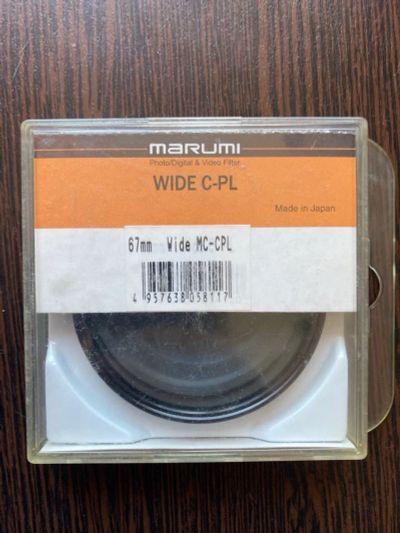 marumi
Photo/Digital & Video Filter
WIDE C-PL
Made in Japan
67mm Wide MC-CPL
4 957638 058117